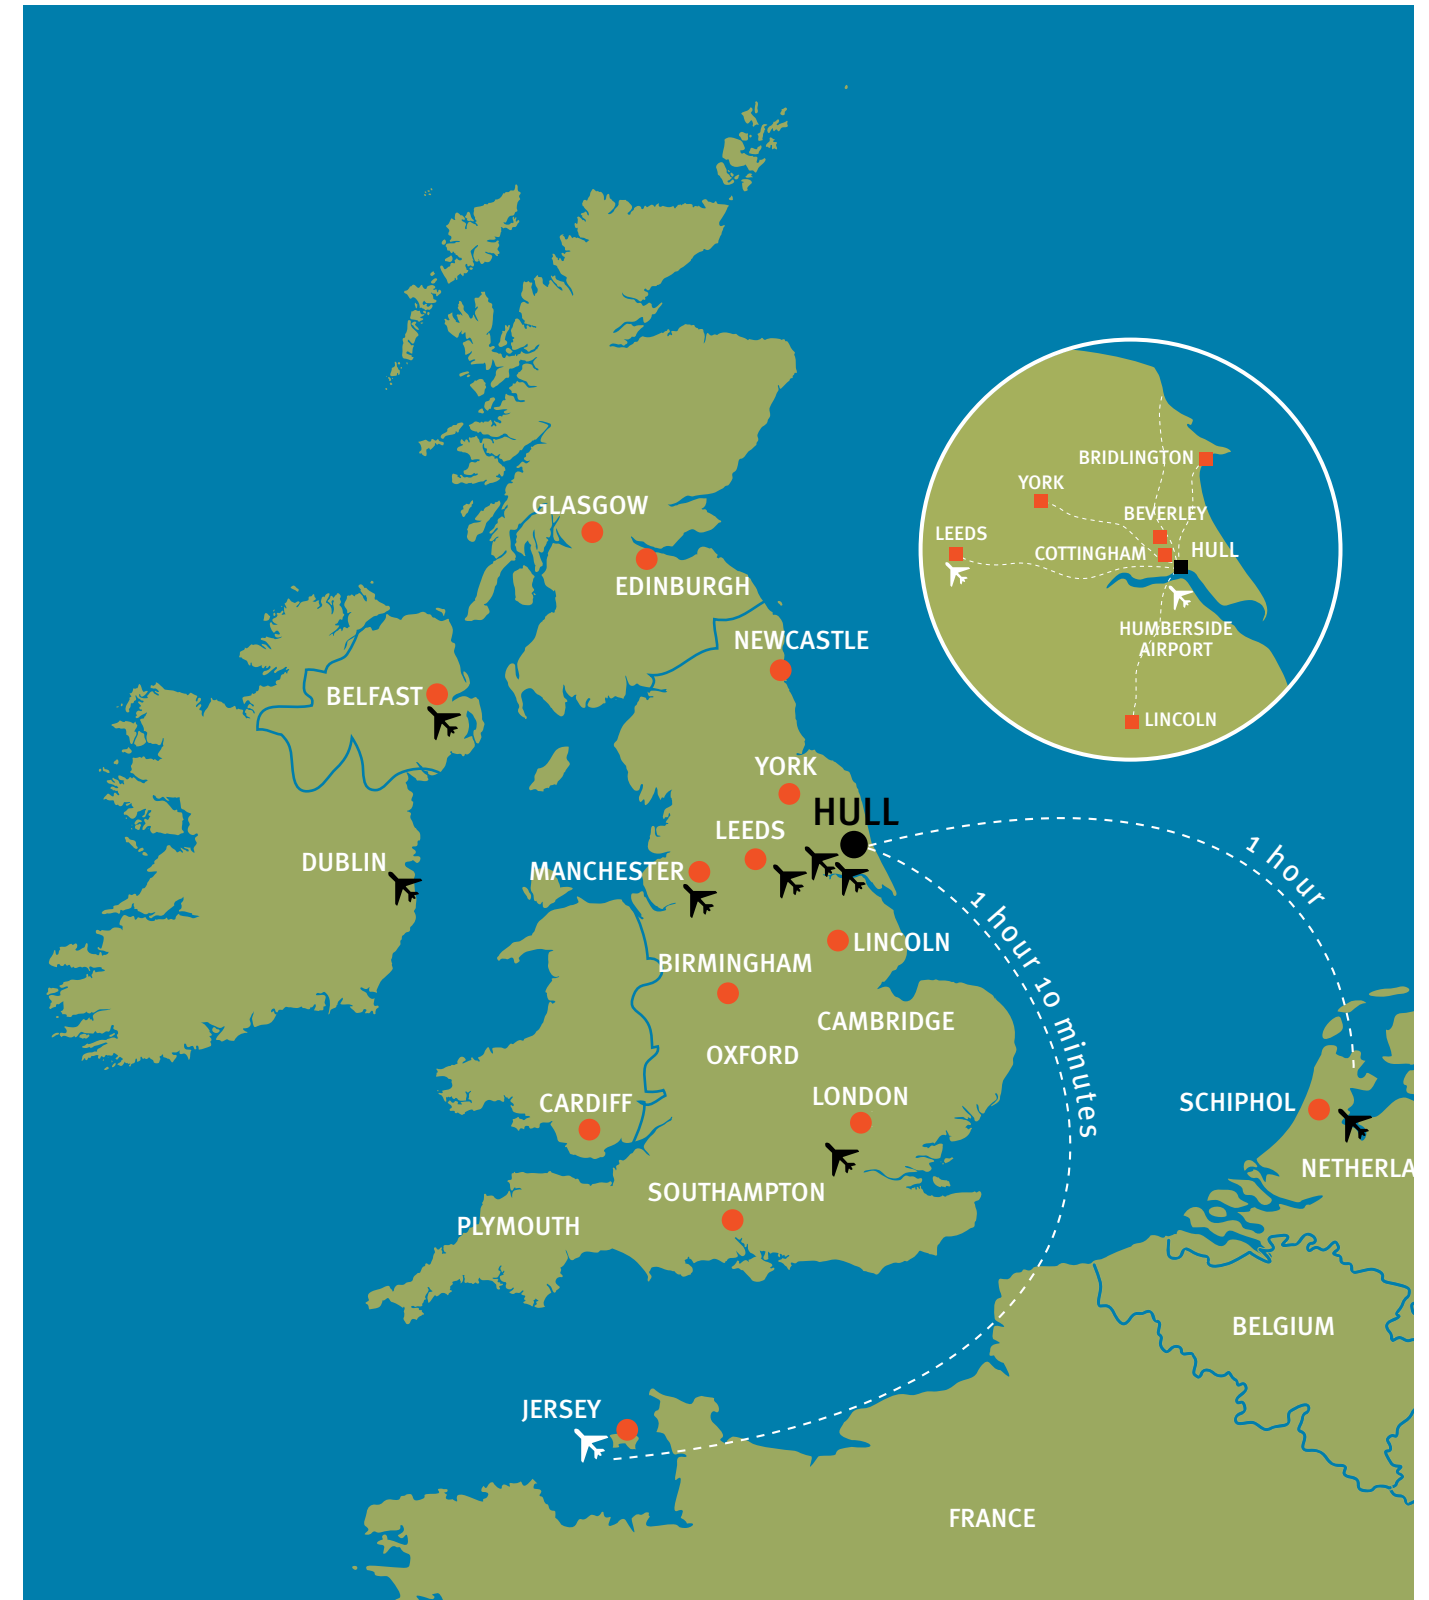 GLASGOW
EDINBURGH
NEWCASTLE
BELFAST
YORK
HULL
LEEDS
DUBLIN
MANCHESTER
LINCOLN
BIRMINGHAM
CAMBRIDGE
OXFORD
LONDON
CARDIFF
SOUTHAMPTON
PLYMOUTH
JERSEY
BRIDLINGTON
YORK
BEVERLEY
LEEDS
COTTINGHAM
HULL
HUMBERSIDE
AIRPORT
LINCOLN
1 hour
1 hour 10 minutes
SCHIPHOL
NETHERLA
BELGIUM
FRANCE